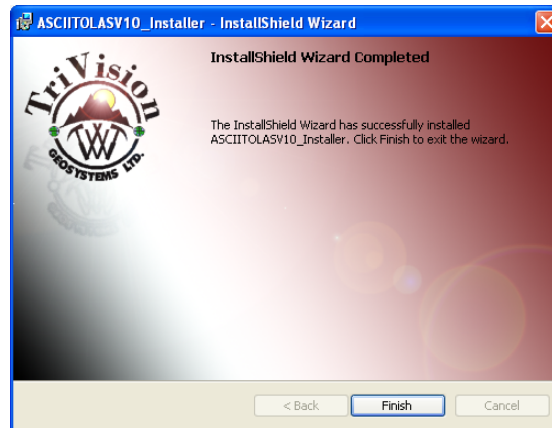 ASCIITOLASV10_Installer - InstallShield Wizard
TriVision
TVVT
GEOSYSTEMS LTD.
InstallShield Wizard Completed
The InstallShield Wizard has successfully installed
ASCIITOLASV10_Installer. Click Finish to exit the wizard.
< Back
Finish
Cancel